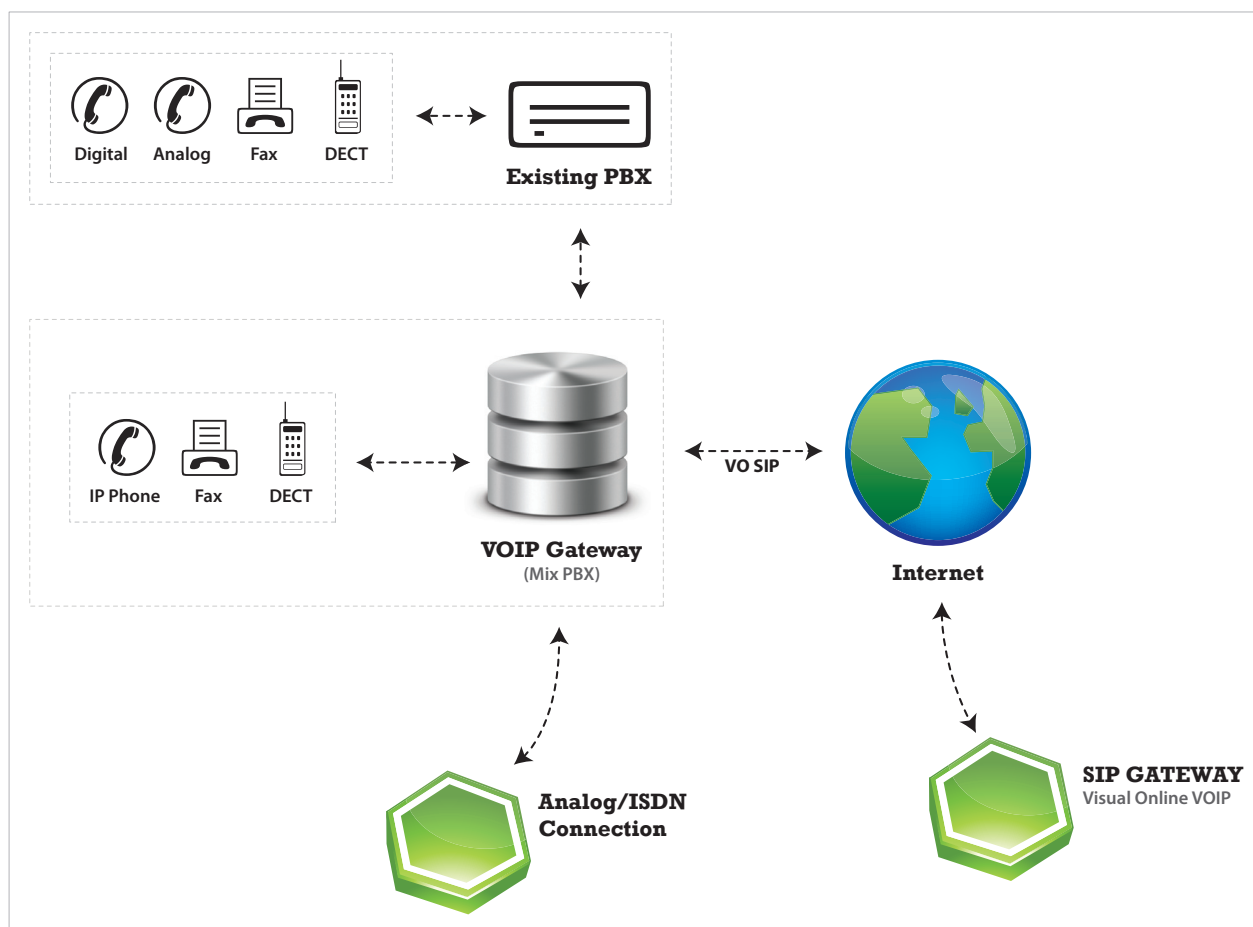 Digital
Analog
Fax
DECT
Existing PBX
IP Phone
Fax
DECT
VOIP Gateway
(Mix PBX)
VO SIP
Internet
Analog/ISDN
Connection
SIP GATEWAY
Visual Online VOIP